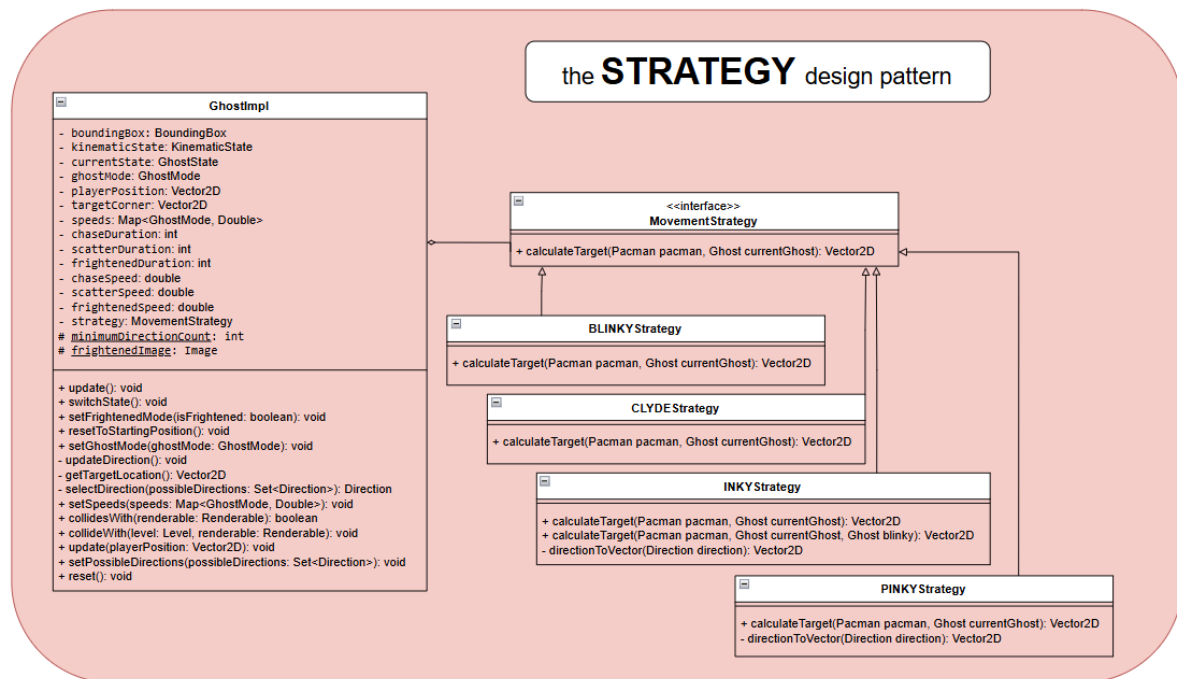 the STRATEGY design pattern
GhostImpl
- boundingBox: BoundingBox
- kinematicState: KinematicState
- currentState: GhostState
- ghostMode: GhostMode
- playerPosition: Vector2D
- targetCorner: Vector2D
- speeds: Map<GhostMode, Double>
- chaseDuration: int
- scatterDuration: int
- frightenedDuration: int
- chaseSpeed: double
- scatterSpeed: double
- frightenedSpeed: double
- strategy: MovementStrategy
# minimumDirectionCount: int
# frightenedImage: Image
+ update(): void
+ switchState(): void
+ setFrightenedMode(isFrightened: boolean): void
+ resetToStartingPosition(): void
+ setGhostMode(ghostMode: GhostMode): void
- updateDirection(): void
- getTargetLocation(): Vector2D
- selectDirection(possibleDirections: Set<Direction>): Direction
+ setSpeeds(speeds: Map<GhostMode, Double>): void
+ collidesWith(renderable: Renderable): boolean
+ collideWith(level: Level, renderable: Renderable): void
+ update(playerPosition: Vector2D): void
+ setPossibleDirections(possibleDirections: Set<Direction>): void
+ reset(): void
<<interface>>
MovementStrategy
+ calculateTarget(Pacman pacman, Ghost currentGhost): Vector2D
BLINKYStrategy
+ calculateTarget(Pacman pacman, Ghost currentGhost): Vector2D
CLYDEStrategy
+ calculateTarget(Pacman pacman, Ghost currentGhost): Vector2D
INKYStrategy
+ calculateTarget(Pacman pacman, Ghost currentGhost): Vector2D
+ calculateTarget(Pacman pacman, Ghost currentGhost, Ghost blinky): Vector2D
- directionToVector(Direction direction): Vector2D
PINKYStrategy
+ calculateTarget(Pacman pacman, Ghost currentGhost): Vector2D
- directionToVector(Direction direction): Vector2D